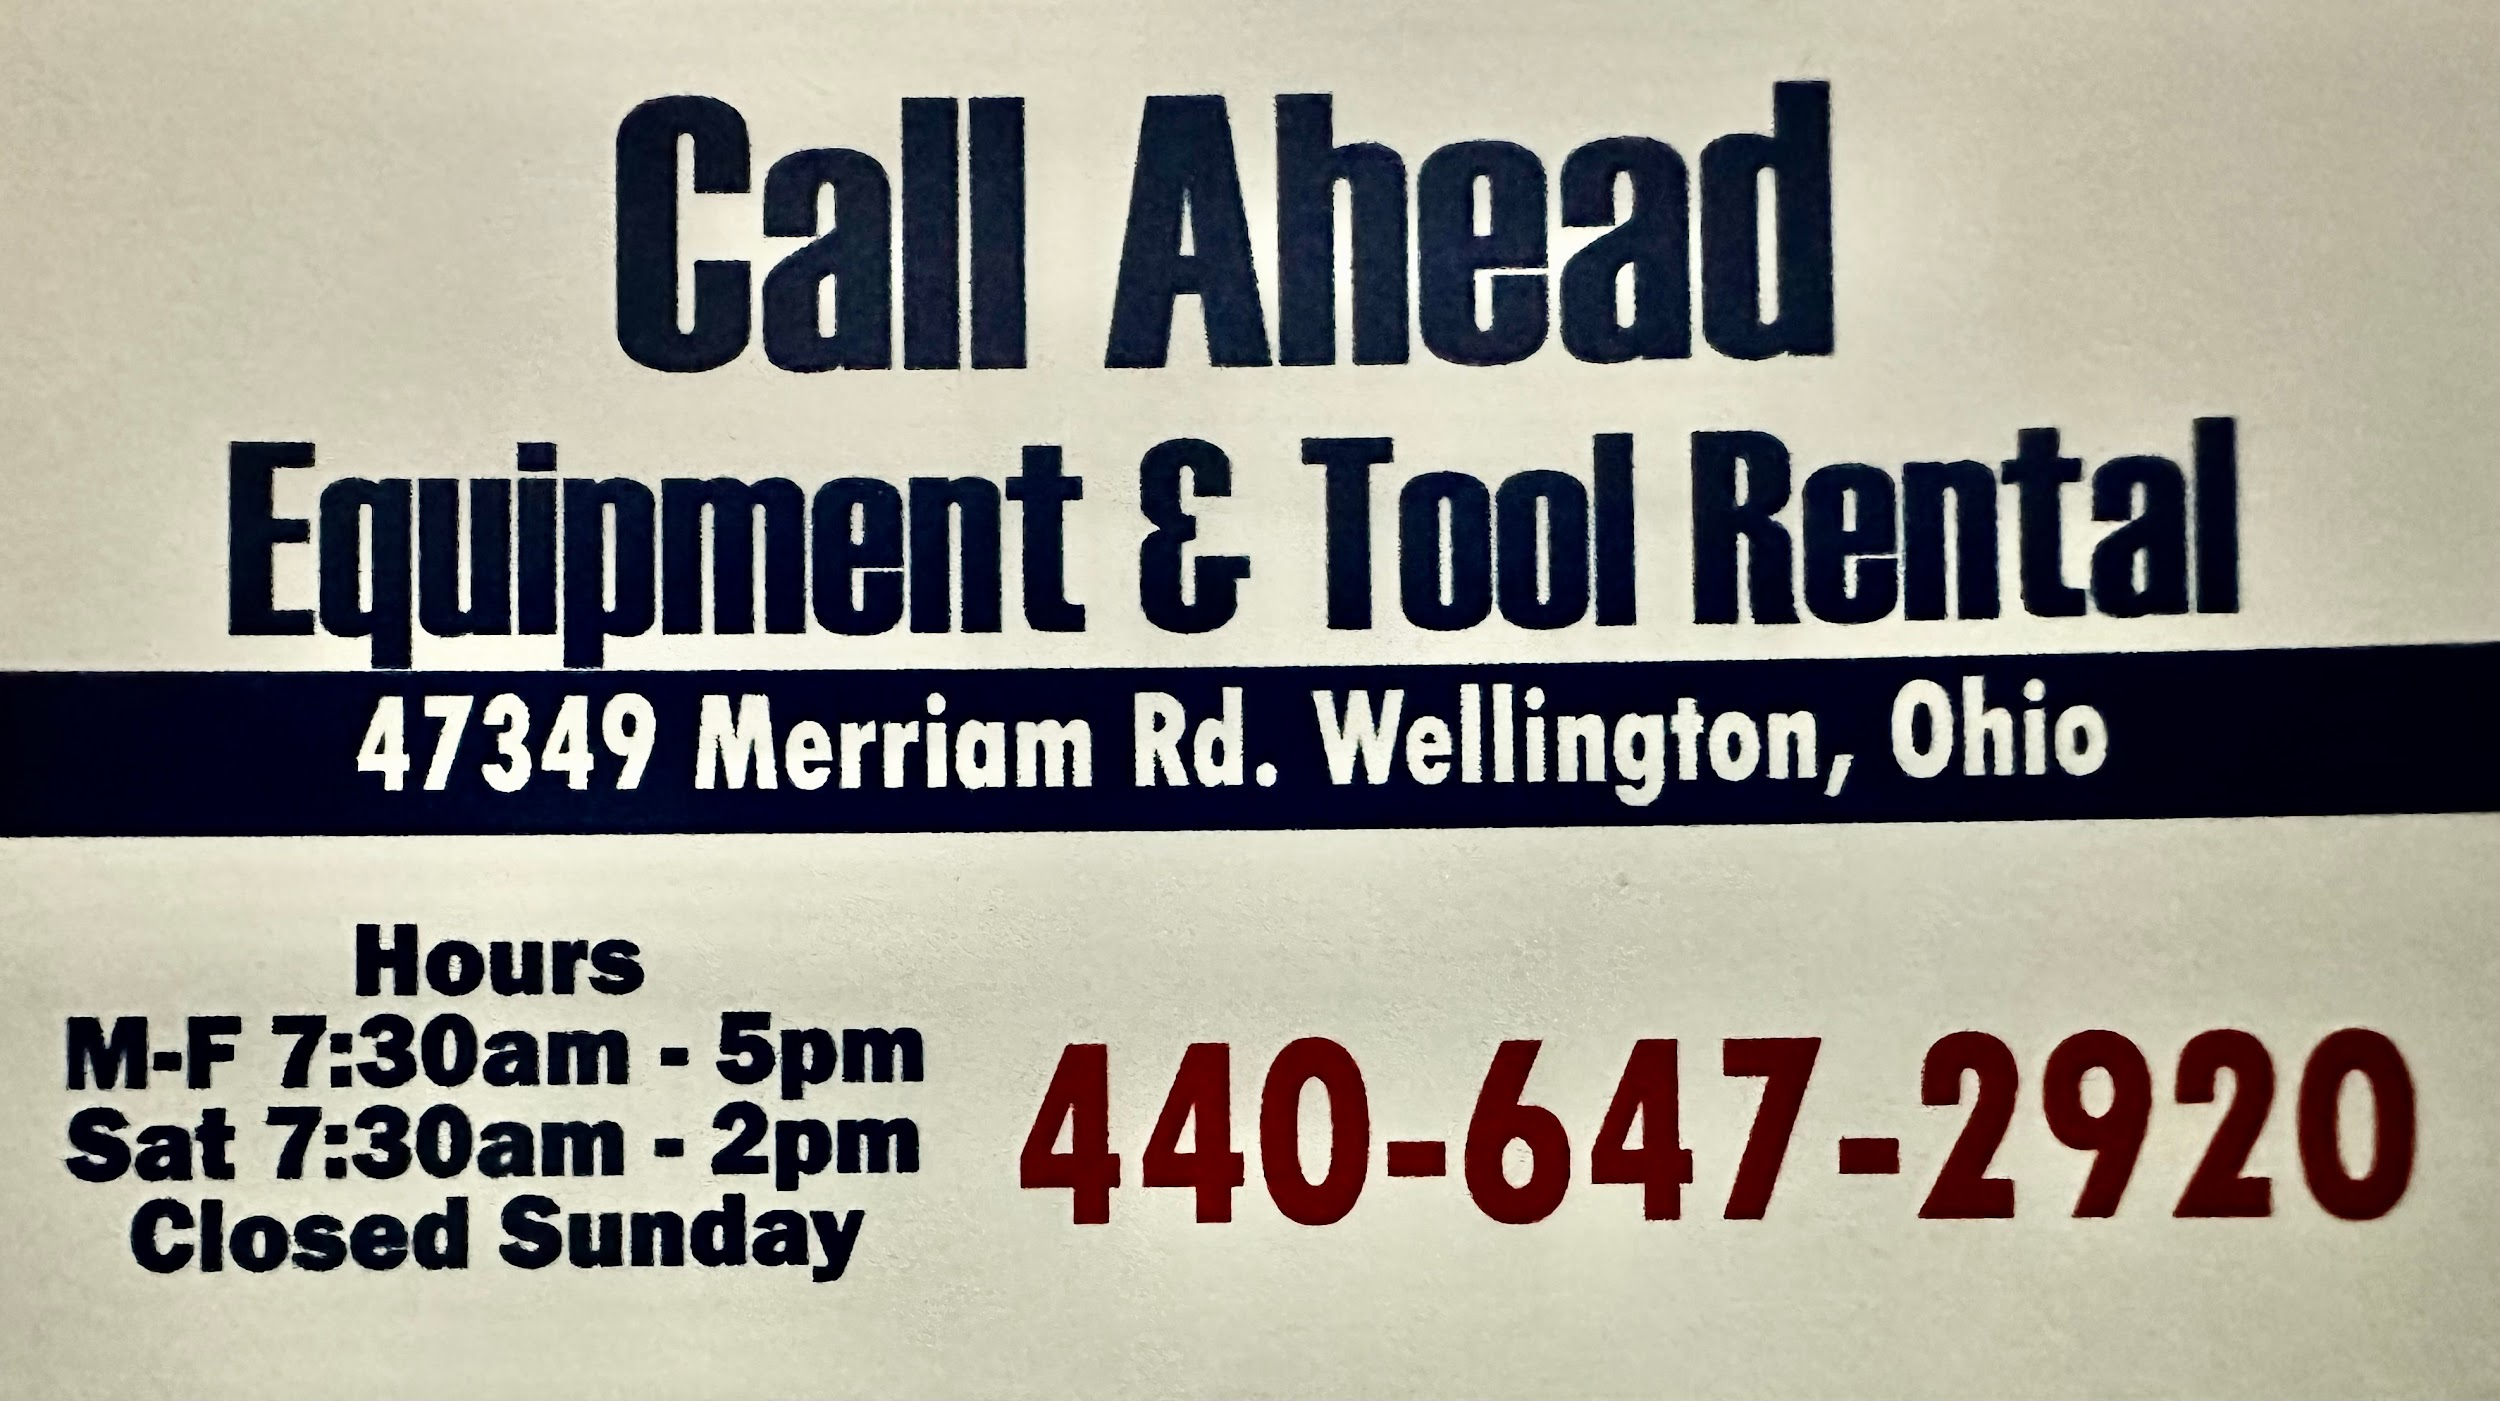 Call Ahead
Equipment & Tool Rental
47349 Merriam Rd. Wellington, Ohio
Hours
M-F 7:30am - 5pm
Sat 7:30am - 2pm
Closed Sunday
440-647-2920